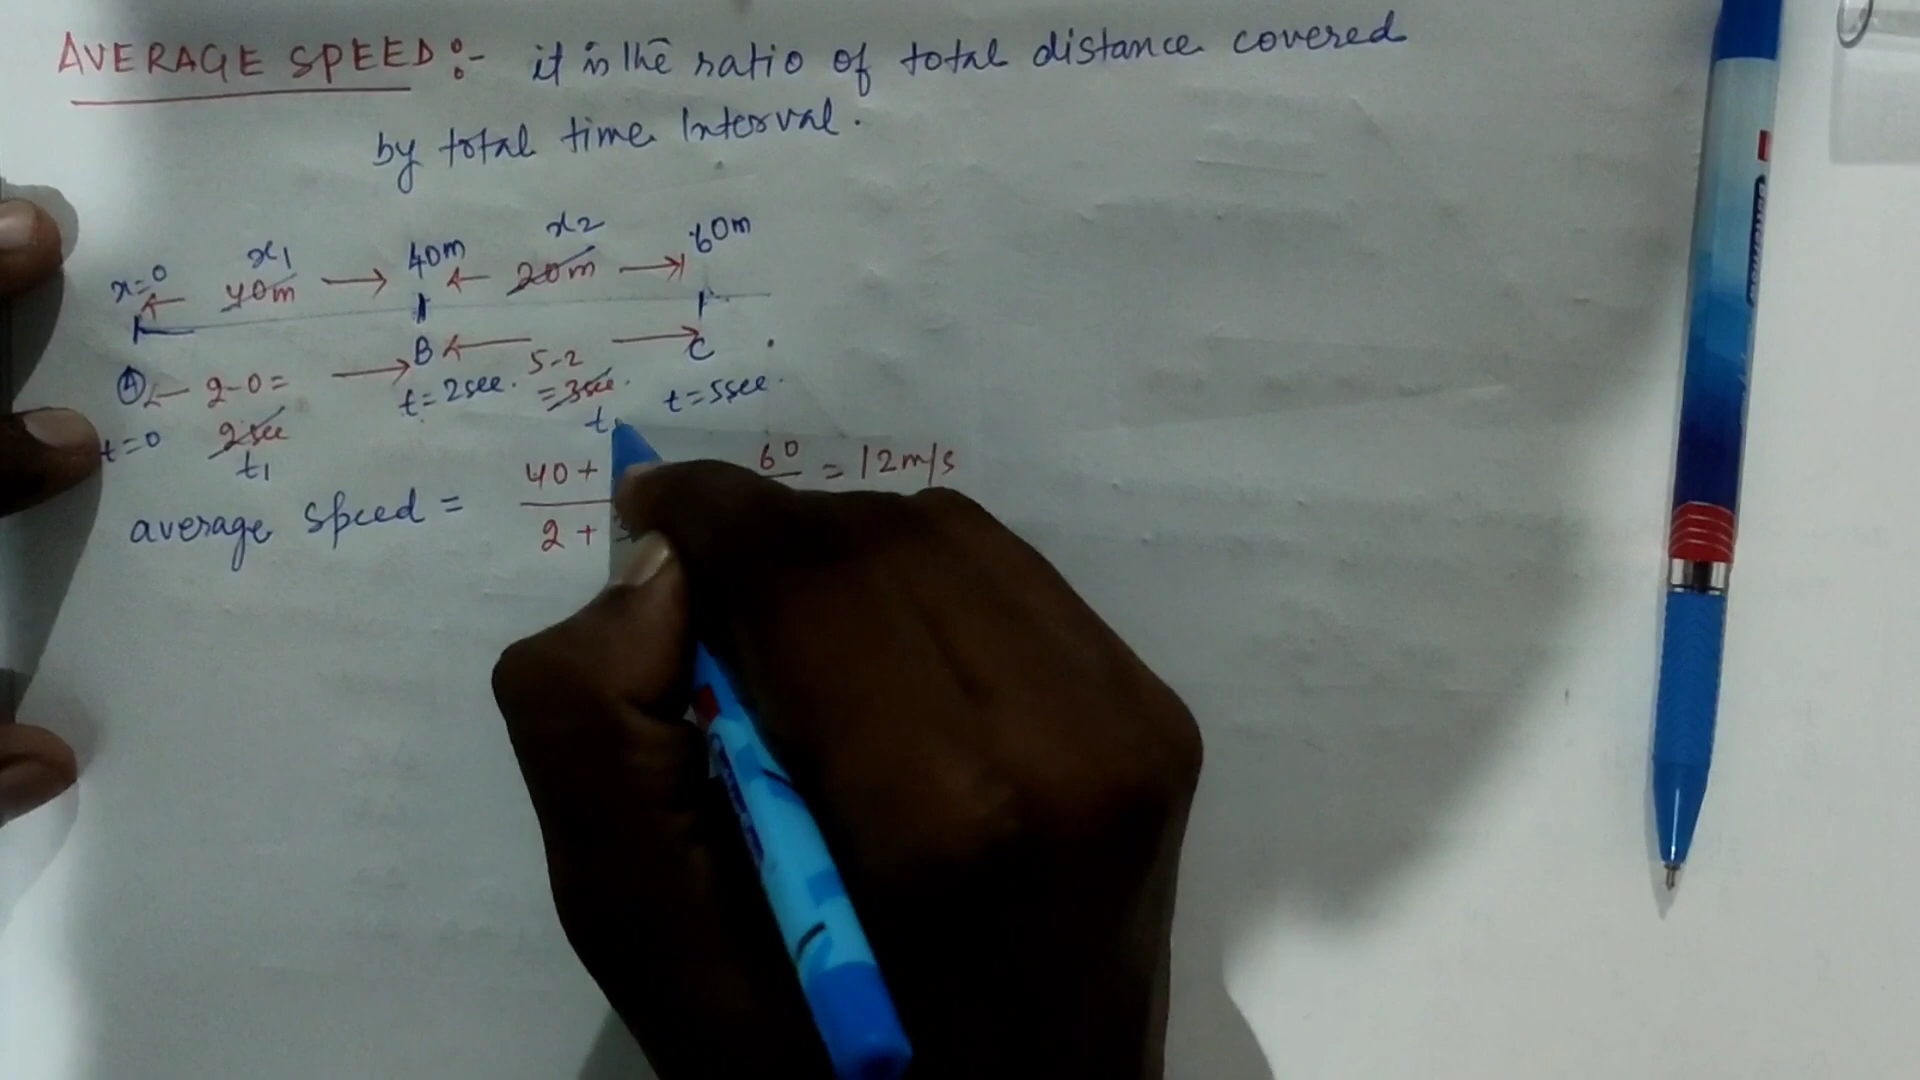 AVERAGE SPEED :- it is the ratio of total distance covered
by total time Interval.
x=0 x1 40m x2 60m
40m 20m
A 2-0= B 5-2 C
t=0 2sec t=2sec. =3sec. t=5sec.
t1 t
average speed = 40+ 60 = 12m/s
2 + 3